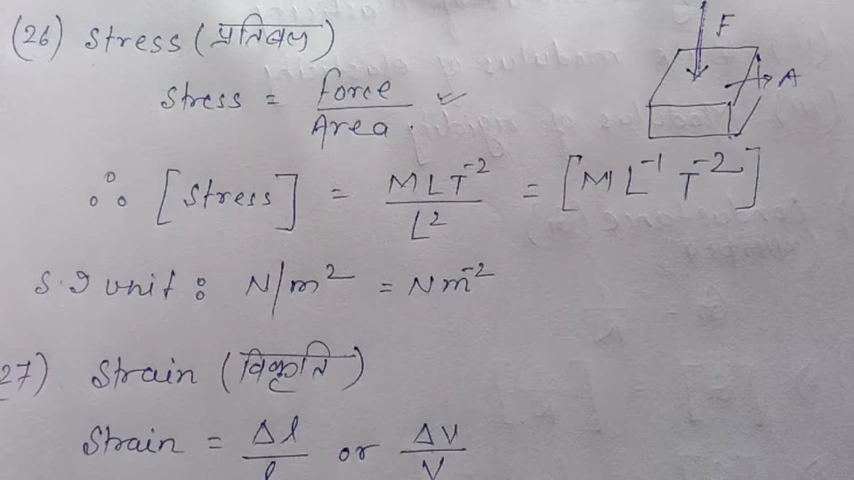 (26) Stress (प्रतिबल)
F
A
Stress = Force / Area
∴ [Stress] = MLT⁻² / L² = [ML⁻¹ T⁻²]
S.I unit : N/m² = Nm⁻²
27) Strain (विकृति)
Strain = Δl / l or ΔV / V